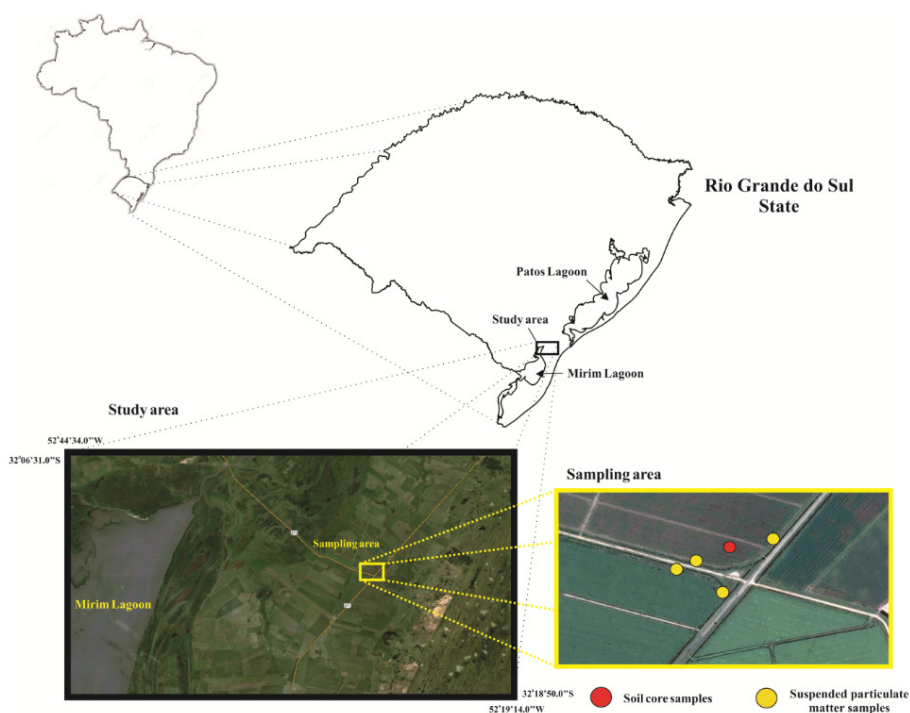 Rio Grande do Sul
State
Patos Lagoon
Study area
Mirim Lagoon
Study area
52°44'34.0"W
32°06'31.0"S
Sampling area
Sampling area
Mirim Lagoon
32°18'50.0"S
52°19'14.0"W
Soil core samples
Suspended particulate
matter samples